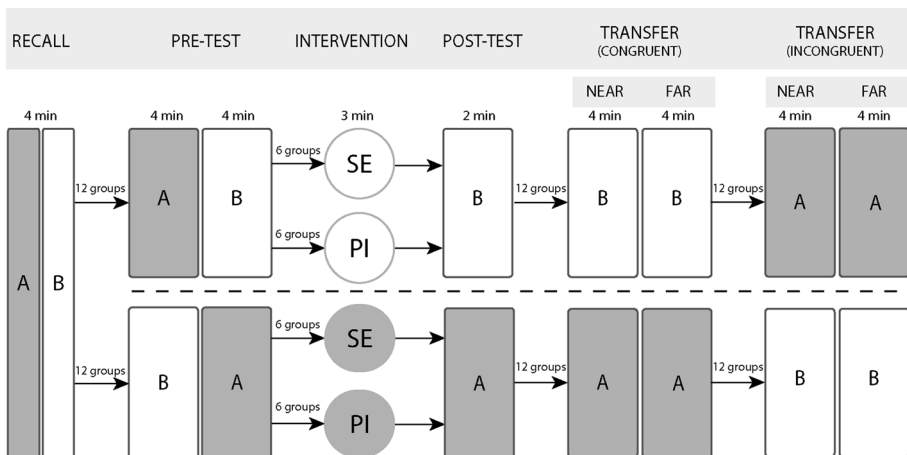 RECALL PRE-TEST INTERVENTION POST-TEST TRANSFER TRANSFER
(CONGRUENT) (INCONGRUENT)
NEAR FAR NEAR FAR
4 min 4 min 4 min 3 min 2 min 4 min 4 min 4 min 4 min
6 groups SE
12 groups A B B 12 groups B B 12 groups A A
6 groups PI
A B
6 groups SE
12 groups B A A 12 groups A A 12 groups B B
6 groups PI